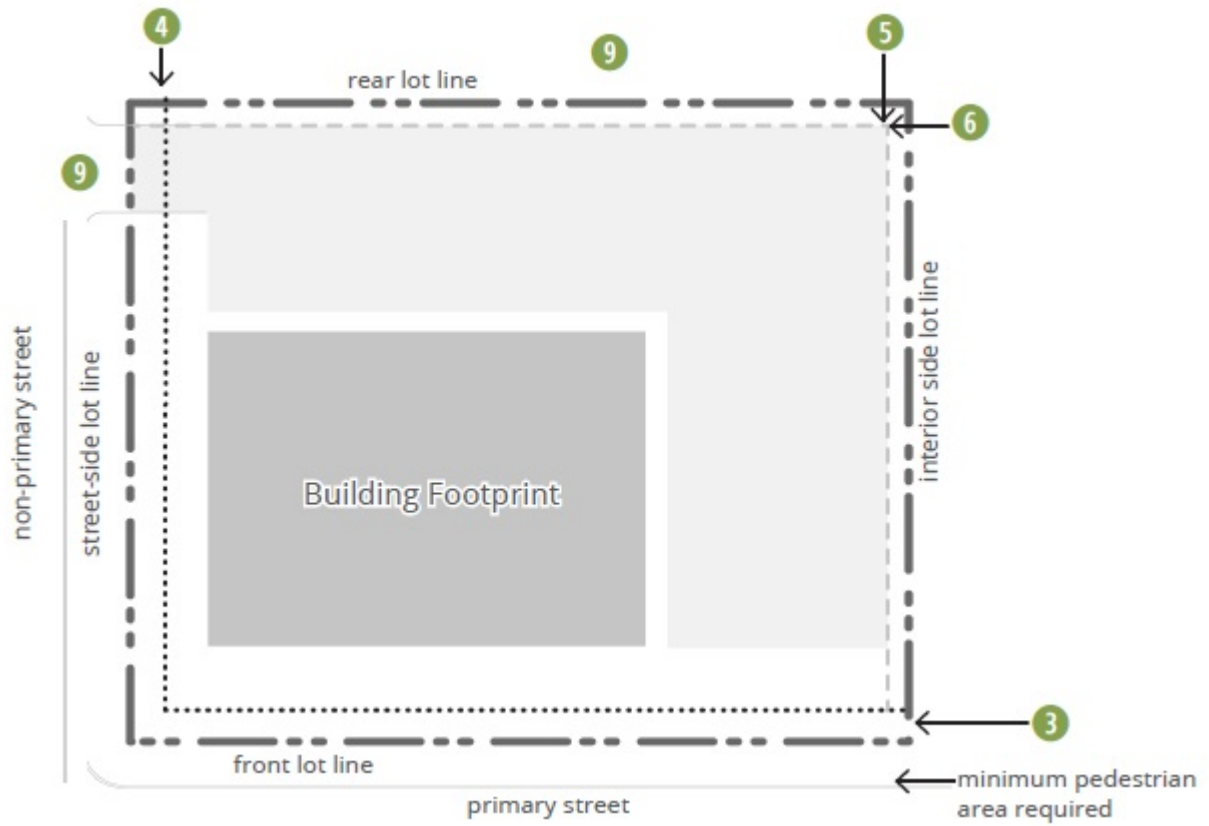 4
5
9
rear lot line
6
9
non-primary street
street-side lot line
interior side lot line
Building Footprint
3
front lot line
minimum pedestrian
area required
primary street